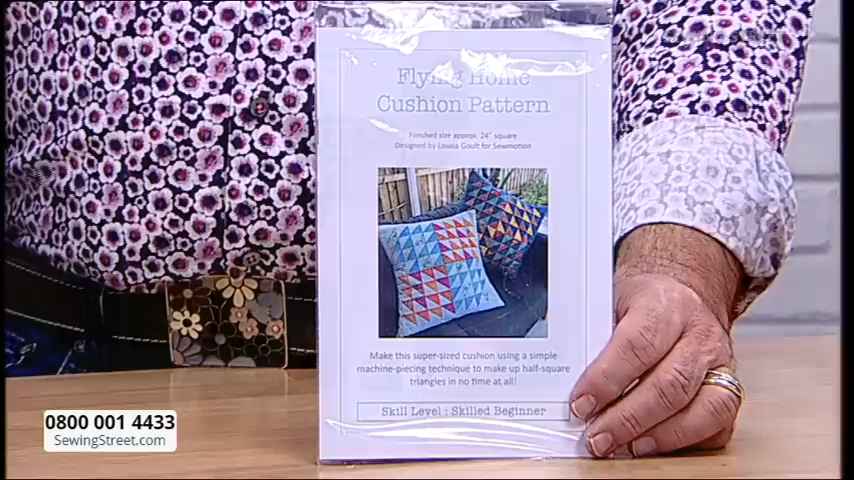 Flying Home
Cushion Pattern
Finished size approx. 24" square
Designed by Louisa Goult for Sewmotion
Make this super-sized cushion using a simple
machine-piecing technique to make up half-square
triangles in no time at all!
Skill Level : Skilled Beginner
0800 001 4433
SewingStreet.com